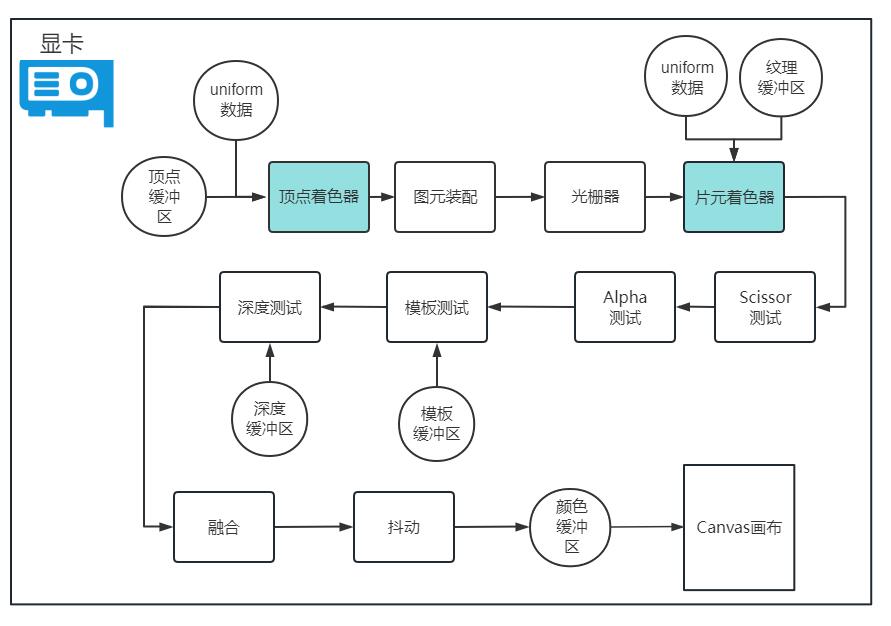 显卡
uniform
数据
uniform
数据
纹理
缓冲区
顶点
缓冲
区
顶点着色器
图元装配
光栅器
片元着色器
深度测试
模板测试
Alpha
测试
Scissor
测试
深度
缓冲区
模板
缓冲区
融合
抖动
颜色
缓冲
区
Canvas画布